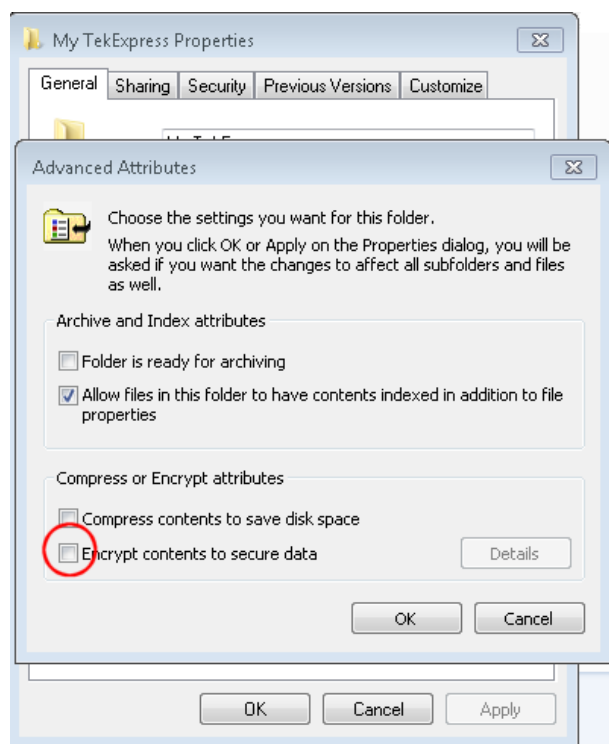 My TekExpress Properties
General Sharing Security Previous Versions Customize
Advanced Attributes
Choose the settings you want for this folder.
When you click OK or Apply on the Properties dialog, you will be
asked if you want the changes to affect all subfolders and files
as well.
Archive and Index attributes
Folder is ready for archiving
Allow files in this folder to have contents indexed in addition to file
properties
Compress or Encrypt attributes
Compress contents to save disk space
Encrypt contents to secure data
Details
OK Cancel
OK Cancel Apply